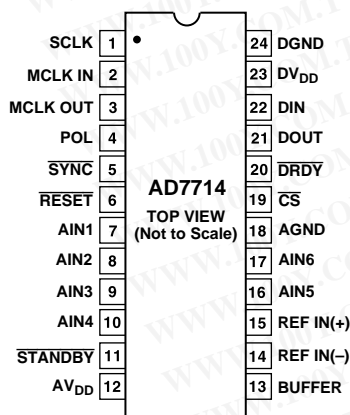 SCLK 1 24 DGND
MCLK IN 2 23 DVDD
MCLK OUT 3 22 DIN
POL 4 21 DOUT
SYNC 5 20 DRDY
RESET 6 19 CS
AD7714
TOP VIEW
(Not to Scale)
AIN1 7 18 AGND
AIN2 8 17 AIN6
AIN3 9 16 AIN5
AIN4 10 15 REF IN(+)
STANDBY 11 14 REF IN(–)
AVDD 12 13 BUFFER